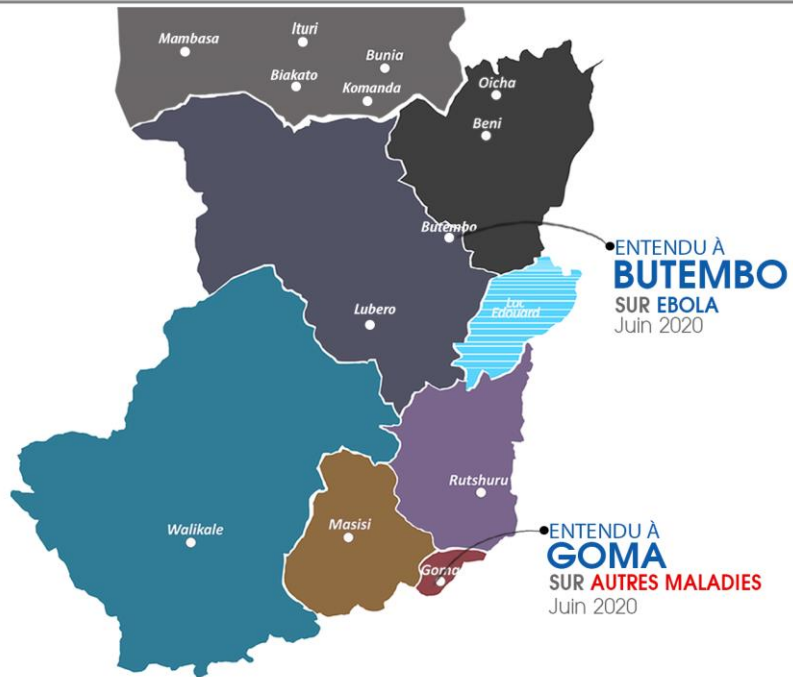 Mambasa
Ituri
Bunia
Biakato
Komanda
Oicha
Beni
Butembo
ENTENDU À
BUTEMBO
SUR EBOLA
Juin 2020
Luc
Edouard
Lubero
Rutshuru
Walikale
Masisi
Goma
ENTENDU À
GOMA
SUR AUTRES MALADIES
Juin 2020